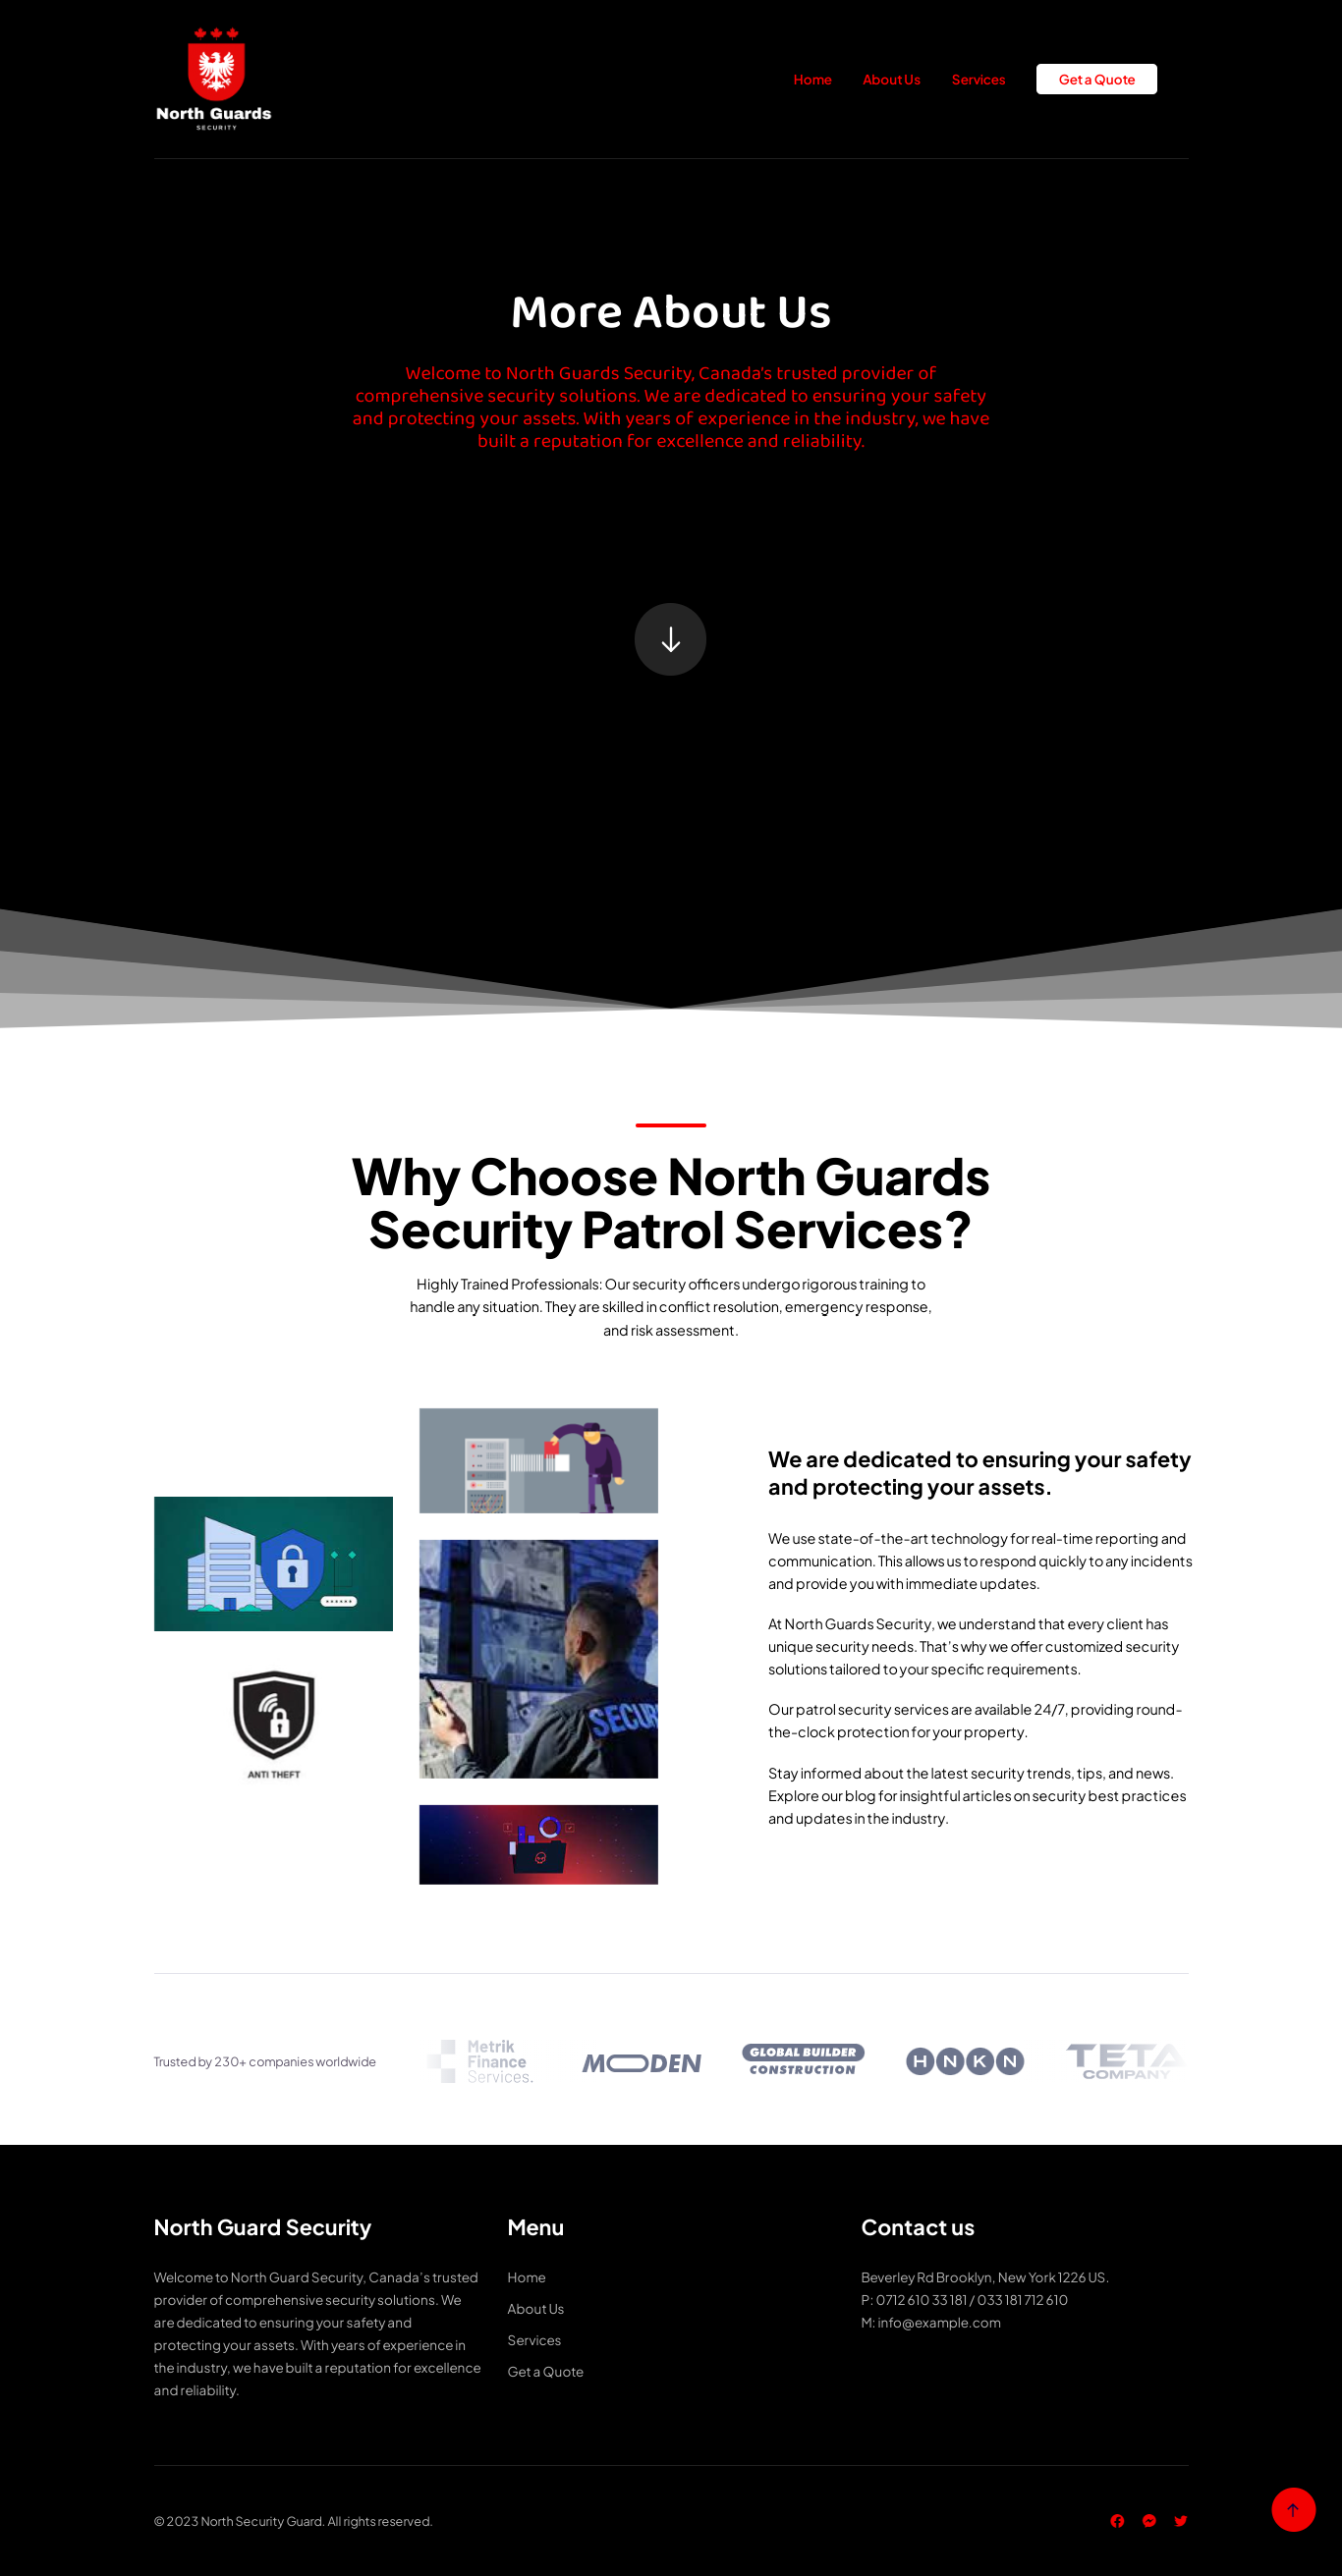 North Guards
SECURITY
Home
About Us
Services
Get a Quote
More About Us
Welcome to North Guards Security, Canada's trusted provider of
comprehensive security solutions. We are dedicated to ensuring your safety
and protecting your assets. With years of experience in the industry, we have
built a reputation for excellence and reliability.
Why Choose North Guards
Security Patrol Services?
Highly Trained Professionals: Our security officers undergo rigorous training to
handle any situation. They are skilled in conflict resolution, emergency response,
and risk assessment.
ANTI THEFT
SECUR
We are dedicated to ensuring your safety
and protecting your assets.
We use state-of-the-art technology for real-time reporting and
communication. This allows us to respond quickly to any incidents
and provide you with immediate updates.
At North Guards Security, we understand that every client has
unique security needs. That's why we offer customized security
solutions tailored to your specific requirements.
Our patrol security services are available 24/7, providing round-
the-clock protection for your property.
Stay informed about the latest security trends, tips, and news.
Explore our blog for insightful articles on security best practices
and updates in the industry.
Trusted by 230+ companies worldwide
Metrik
Finance
Services.
MOODEN
GLOBAL BUILDER
CONSTRUCTION
HNKN
TETA
COMPANY
North Guard Security
Welcome to North Guard Security, Canada's trusted
provider of comprehensive security solutions. We
are dedicated to ensuring your safety and
protecting your assets. With years of experience in
the industry, we have built a reputation for excellence
and reliability.
Menu
Home
About Us
Services
Get a Quote
Contact us
Beverley Rd Brooklyn, New York 1226 US.
P: 0712 610 33 181 / 033 181 712 610
M: info@example.com
© 2023 North Security Guard. All rights reserved.